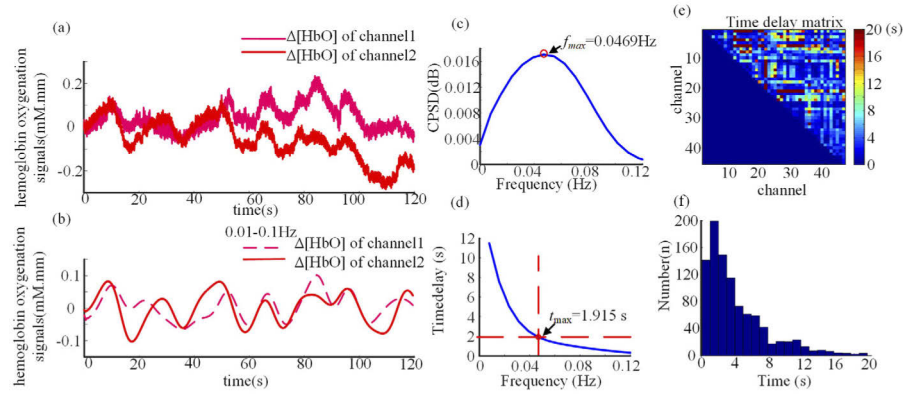 (a)
Δ[HbO] of channel1
Δ[HbO] of channel2
hemoglobin oxygenation
signals(mM.mm)
0.2
0
-0.2
0 20 40 60 80 100 120
time(s)
(b)
0.01-0.1Hz
Δ[HbO] of channel1
Δ[HbO] of channel2
hemoglobin oxygenation
signals(mM.mm)
0.1
0
-0.1
0 20 40 60 80 100 120
time(s)
(c)
fmax=0.0469Hz
CPSD(dB)
0.016
0.012
0.008
0.004
0 0.04 0.08 0.12
Frequency (Hz)
(d)
tmax=1.915 s
Timedelay (s)
12
10
8
6
4
2
0
0 0.04 0.08 0.12
Frequency (Hz)
(e)
Time delay matrix
channel
10
20
30
40
10 20 30 40
channel
20 (s)
16
12
8
4
0
(f)
Number(n)
200
160
120
80
40
0
0 4 8 12 16 20
Time (s)